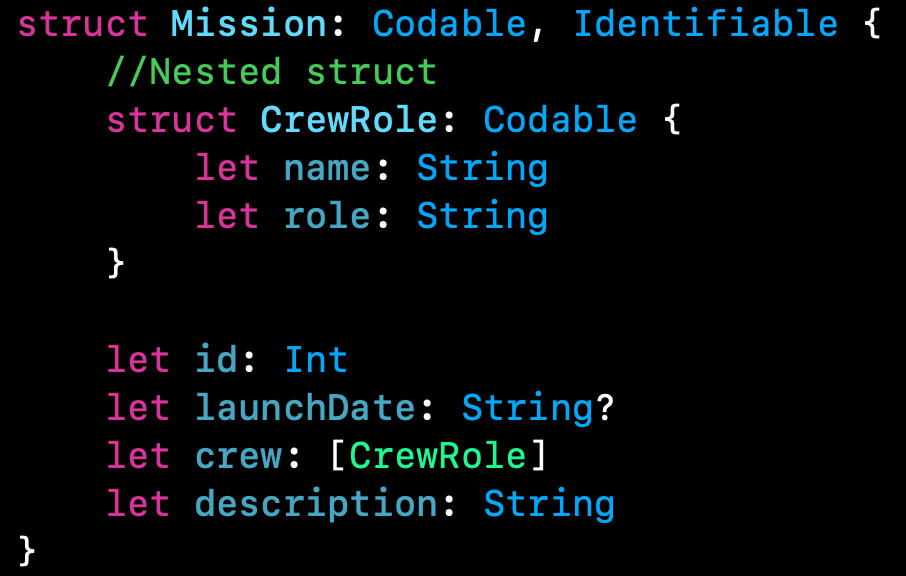 struct Mission: Codable, Identifiable {
    //Nested struct
    struct CrewRole: Codable {
        let name: String
        let role: String
    }

    let id: Int
    let launchDate: String?
    let crew: [CrewRole]
    let description: String
}